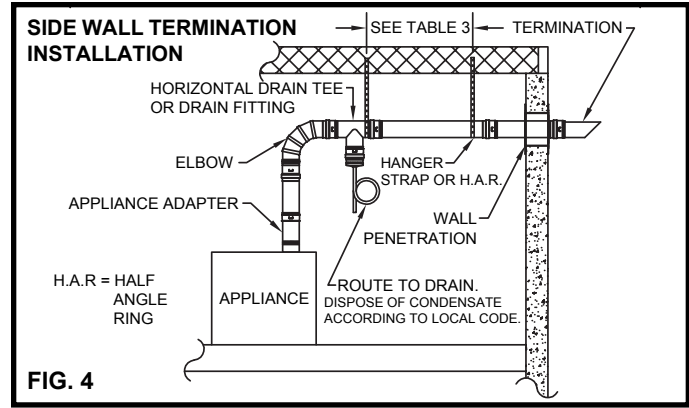 SIDE WALL TERMINATION
INSTALLATION
SEE TABLE 3
TERMINATION
HORIZONTAL DRAIN TEE
OR DRAIN FITTING
ELBOW
HANGER
STRAP OR H.A.R.
APPLIANCE ADAPTER
WALL
PENETRATION
H.A.R = HALF
ANGLE
RING
APPLIANCE
ROUTE TO DRAIN.
DISPOSE OF CONDENSATE
ACCORDING TO LOCAL CODE.
FIG. 4